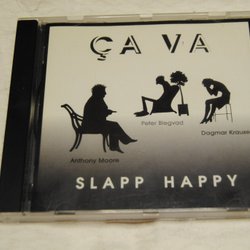 ÇA VA
Peter Blegvad
Dagmar Krause
Anthony Moore
SLAPP HAPPY